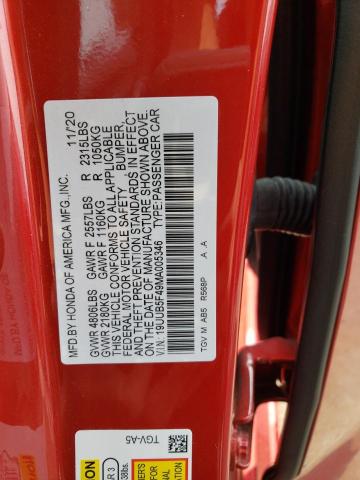 MFD.BY HONDA OF AMERICA MFG.,INC. 11/20
GVWR 4806LBS GAWR F 2557LBS R 2315LBS
GVWR 2180KG GAWR F 1160KG R 1050KG
THIS VEHICLE CONFORMS TO ALL APPLICABLE
FEDERAL MOTOR VEHICLE SAFETY BUMPER,
AND THEFT PREVENTION STANDARDS IN EFFECT
ON THE DATE OF MANUFACTURE SHOWN ABOVE.
V.I.N.: 19UUB5F49MA005346 TYPE:PASSENGER CAR
TGV M AB5 R568P A .A
TGV-A5